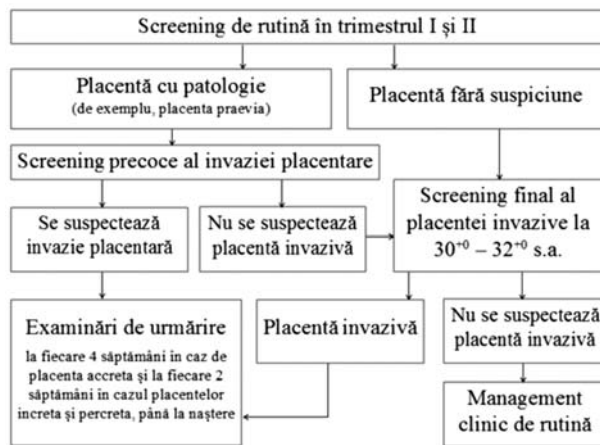 Screening de rutină în trimestrul I și II
Placentă cu patologie
(de exemplu, placenta praevia)
Placentă fără suspiciune
Screening precoce al invaziei placentare
Se suspectează
invazie placentară
Nu se suspectează
placentă invazivă
Screening final al
placentei invazive la
30⁺⁰ – 32⁺⁰ s.a.
Examinări de urmărire
la fiecare 4 săptămâni în caz de
placenta accreta și la fiecare 2
săptămâni în cazul placentelor
increta și percreta, până la naștere
Placentă invazivă
Nu se suspectează
placentă invazivă
Management
clinic de rutină